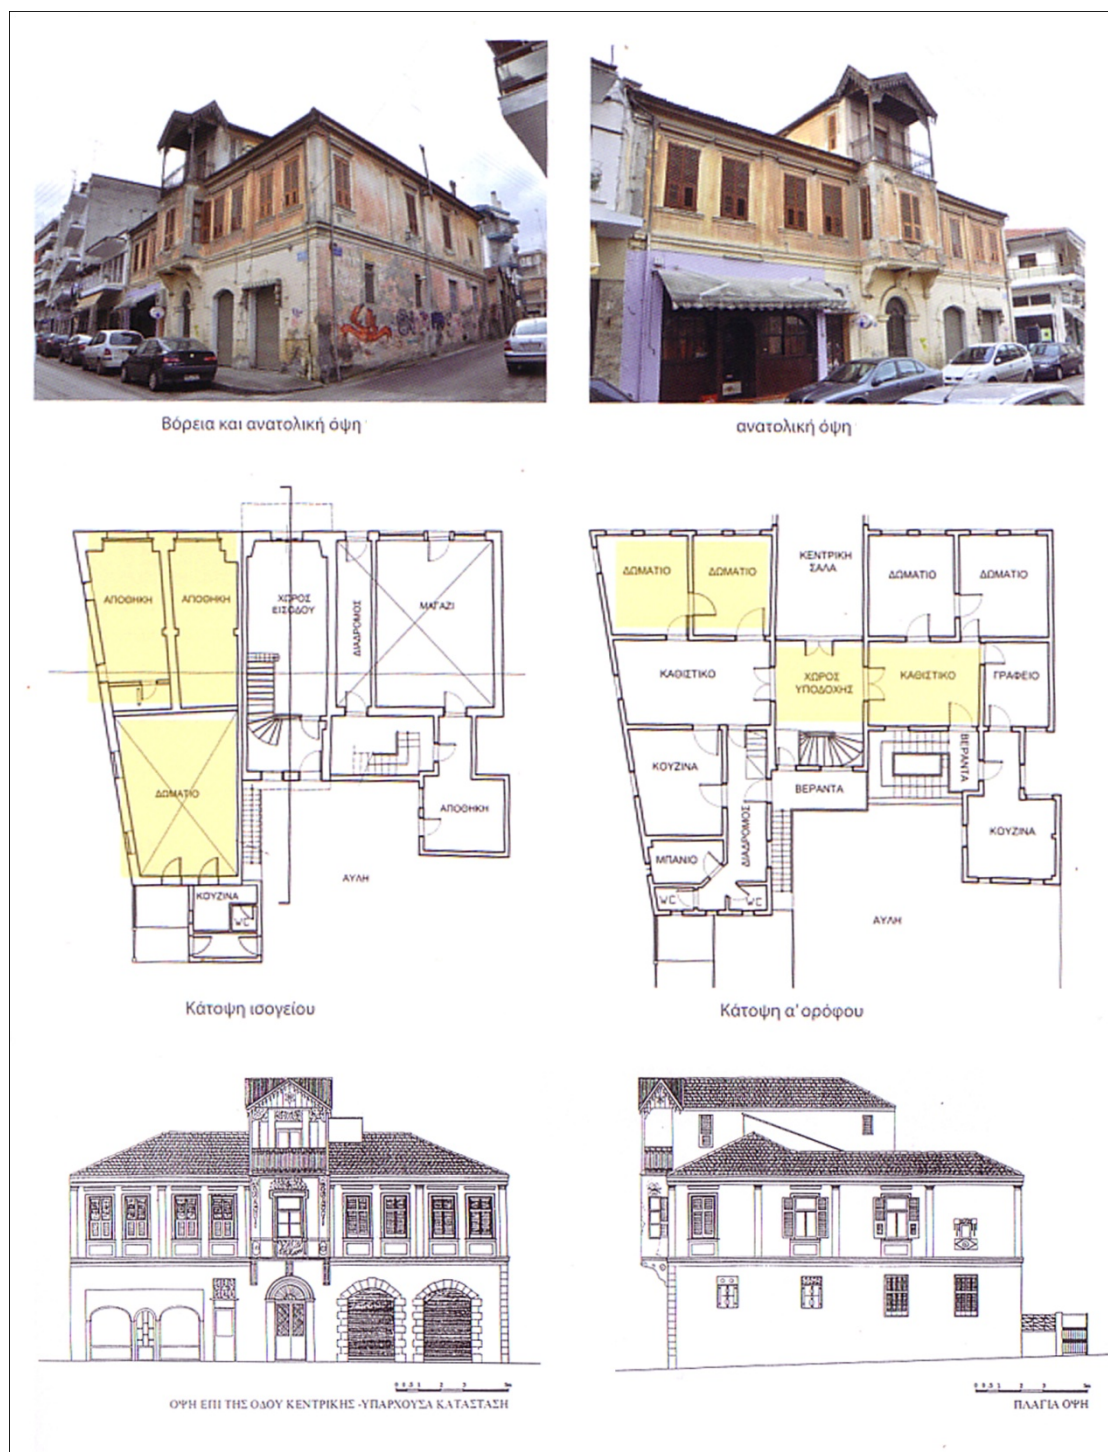 Βόρεια και ανατολική όψη
ανατολική όψη
ΑΠΟΘΗΚΗ
ΑΠΟΘΗΚΗ
ΧΩΡΟΣ
ΕΙΣΟΔΟΥ
ΔΙΑΔΡΟΜΟΣ
ΜΑΓΑΖΙ
ΔΩΜΑΤΙΟ
ΑΠΟΘΗΚΗ
ΚΟΥΖΙΝΑ
WC
ΑΥΛΗ
Κάτοψη ισογείου
ΔΩΜΑΤΙΟ
ΔΩΜΑΤΙΟ
ΚΕΝΤΡΙΚΗ
ΣΑΛΑ
ΔΩΜΑΤΙΟ
ΔΩΜΑΤΙΟ
ΚΑΘΙΣΤΙΚΟ
ΧΩΡΟΣ
ΥΠΟΔΟΧΗΣ
ΚΑΘΙΣΤΙΚΟ
ΓΡΑΦΕΙΟ
ΚΟΥΖΙΝΑ
ΒΕΡΑΝΤΑ
ΒΕΡΑΝΤΑ
ΔΙΑΔΡΟΜΟΣ
ΚΟΥΖΙΝΑ
ΜΠΑΝΙΟ
WC
WC
ΑΥΛΗ
Κάτοψη α' ορόφου
ΟΨΗ ΕΠΙ ΤΗΣ ΟΔΟΥ ΚΕΝΤΡΙΚΗΣ -ΥΠΑΡΧΟΥΣΑ ΚΑΤΑΣΤΑΣΗ
ΠΛΑΓΙΑ ΟΨΗ